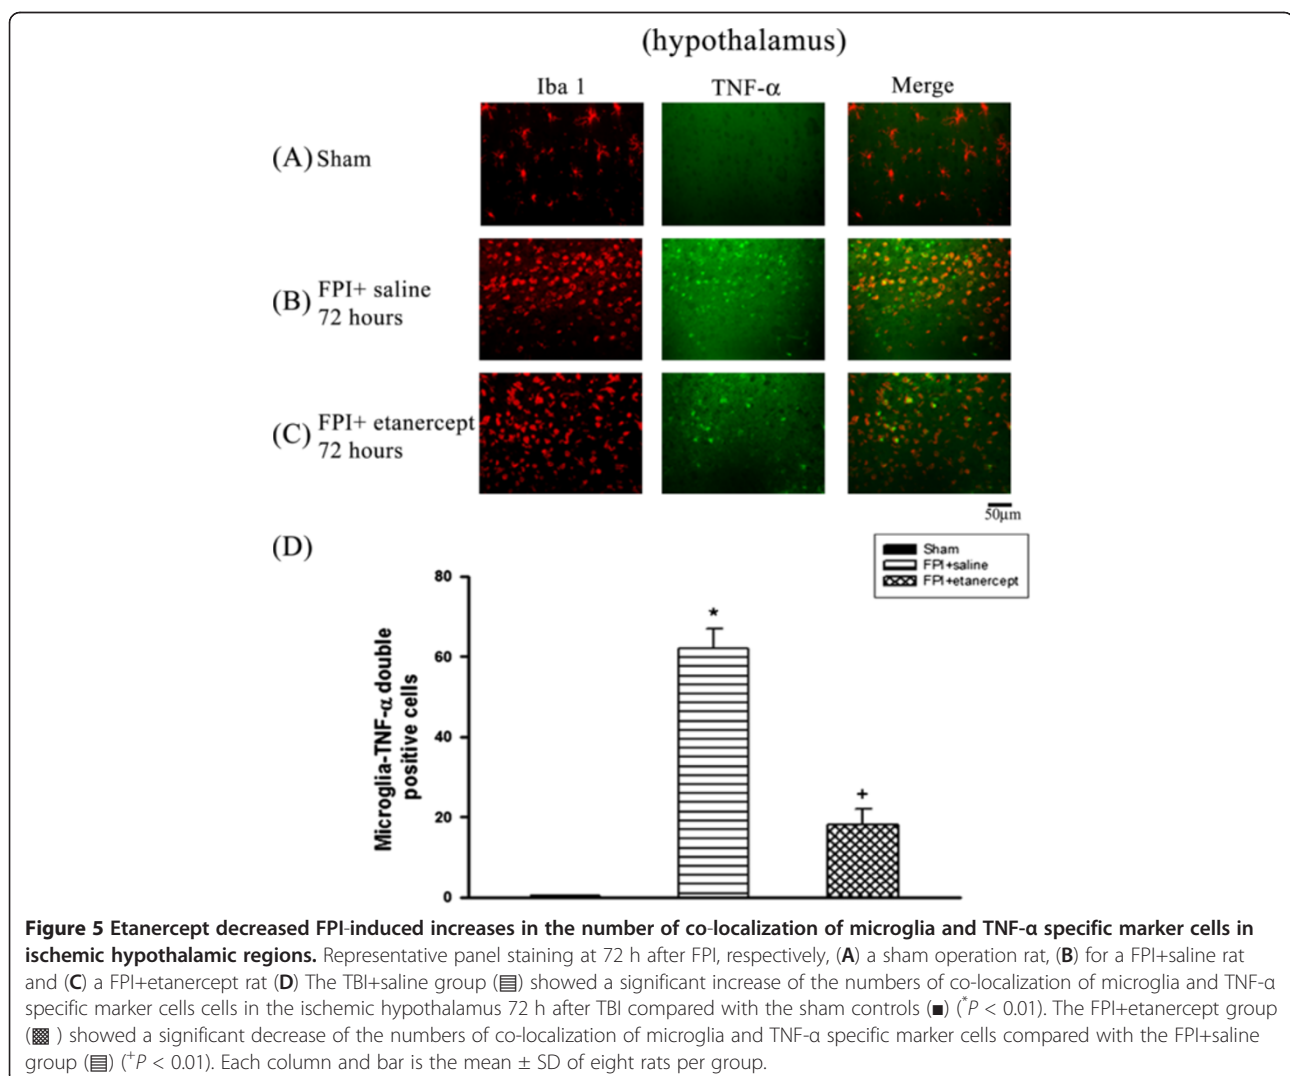 (hypothalamus)
Iba 1 TNF-α Merge
(A) Sham
(B) FPI+ saline
72 hours
(C) FPI+ etanercept
72 hours
50μm
(D)
Sham
FPI+saline
FPI+etanercept
Microglia-TNF-α double
positive cells
80
60
40
20
0
*
+
Figure 5 Etanercept decreased FPI-induced increases in the number of co-localization of microglia and TNF-α specific marker cells in
ischemic hypothalamic regions. Representative panel staining at 72 h after FPI, respectively, (A) a sham operation rat, (B) for a FPI+saline rat
and (C) a FPI+etanercept rat (D) The TBI+saline group (▤) showed a significant increase of the numbers of co-localization of microglia and TNF-α
specific marker cells cells in the ischemic hypothalamus 72 h after TBI compared with the sham controls (■) (*P < 0.01). The FPI+etanercept group
(▩ ) showed a significant decrease of the numbers of co-localization of microglia and TNF-α specific marker cells compared with the FPI+saline
group (▤) (+P < 0.01). Each column and bar is the mean ± SD of eight rats per group.